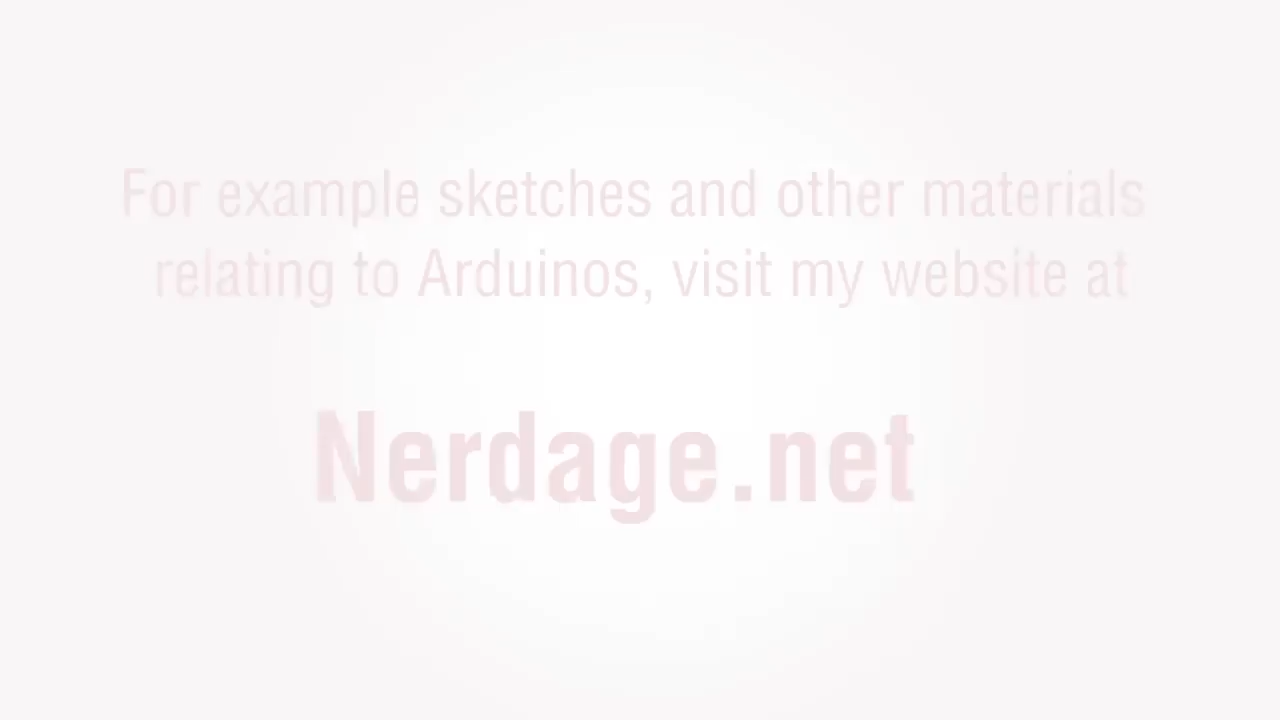 For example sketches and other materials
relating to Arduinos, visit my website at
Nerdage.net